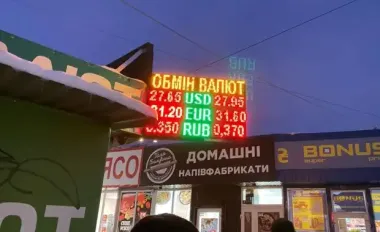 ОБМІН ВАЛЮТ
27.65 USD 27.95
31.20 EUR 31.60
0.350 RUB 0.370
ЯСО
ДОМАШНІ
НАПІВФАБРИКАТИ
BONUS